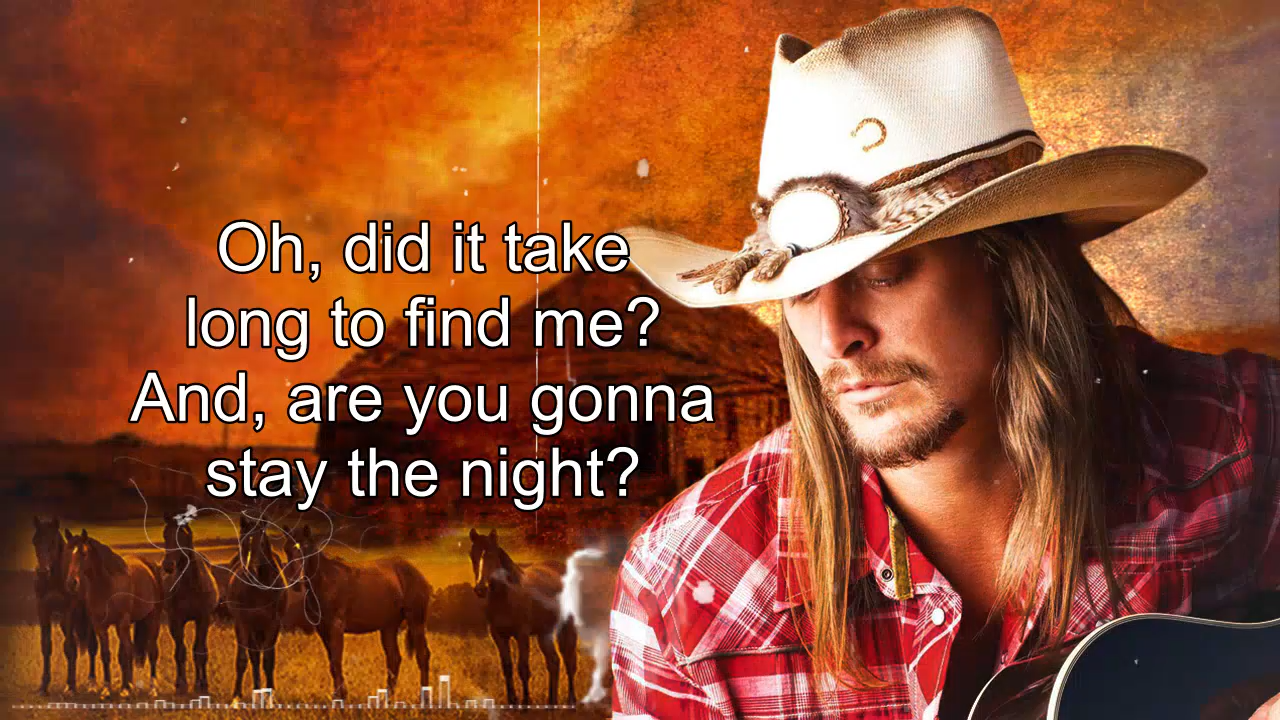 Oh, did it take
long to find me?
And, are you gonna
stay the night?